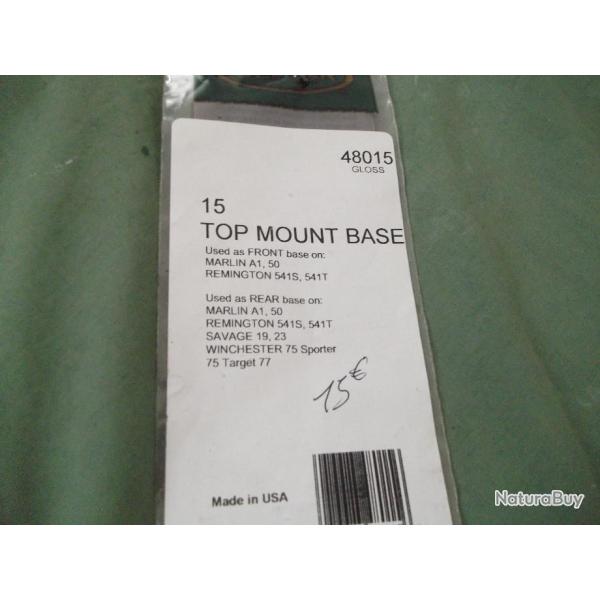 48015
GLOSS
15
TOP MOUNT BASE
Used as FRONT base on:
MARLIN A1, 50
REMINGTON 541S, 541T
Used as REAR base on:
MARLIN A1, 50
REMINGTON 541S, 541T
SAVAGE 19, 23
WINCHESTER 75 Sporter
75 Target 77
15€
Made in USA
NaturaBuy